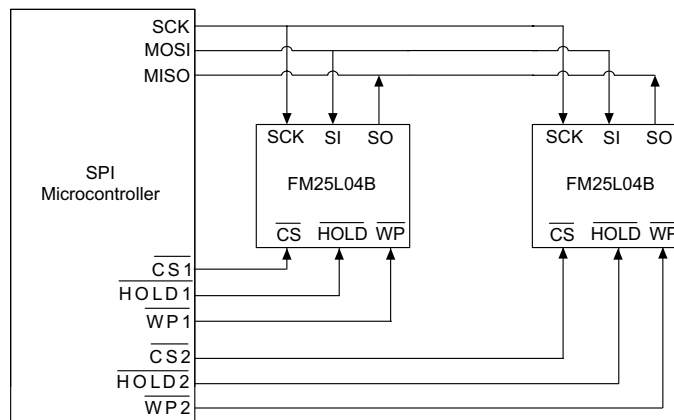 SCK
MOSI
MISO
SCK SI SO
SCK SI SO
SPI
Microcontroller
FM25L04B
FM25L04B
CS HOLD WP
CS HOLD WP
CS1
HOLD1
WP1
CS2
HOLD2
WP2